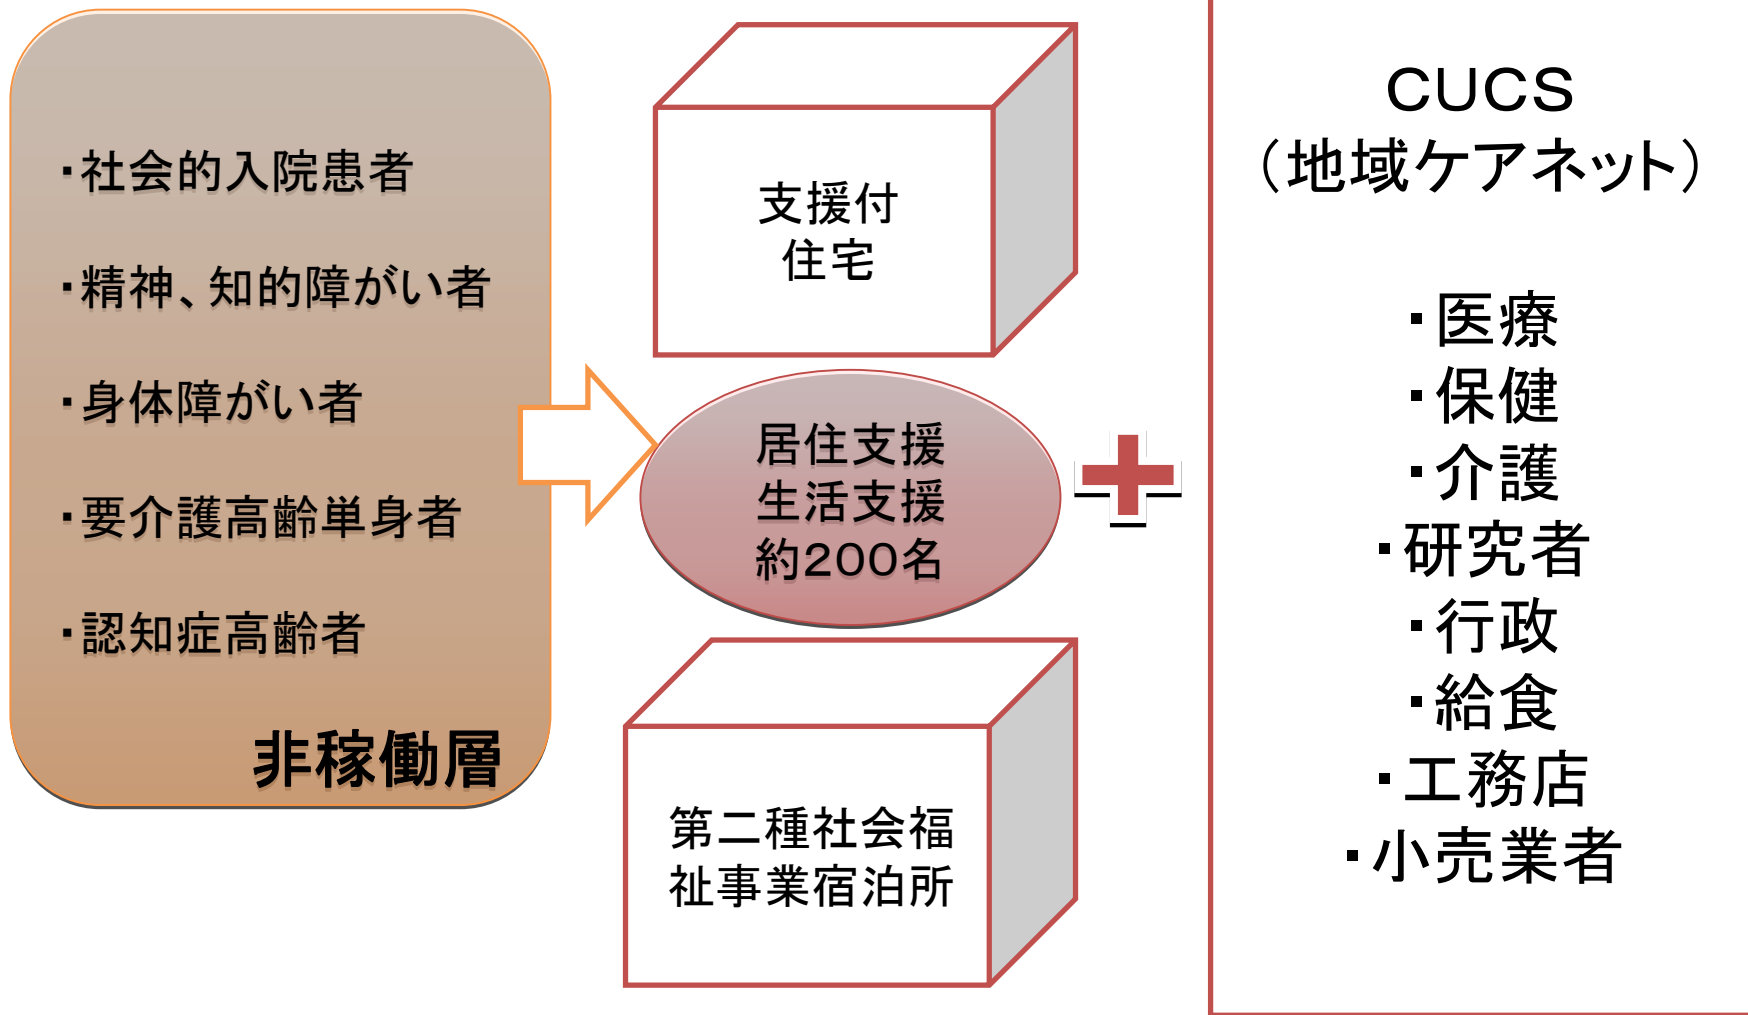 ・社会的入院患者
・精神、知的障がい者
・身体障がい者
・要介護高齢単身者
・認知症高齢者
非稼働層
支援付
住宅
居住支援
生活支援
約200名
第二種社会福
祉事業宿泊所
CUCS
（地域ケアネット）
・医療
・保健
・介護
・研究者
・行政
・給食
・工務店
・小売業者